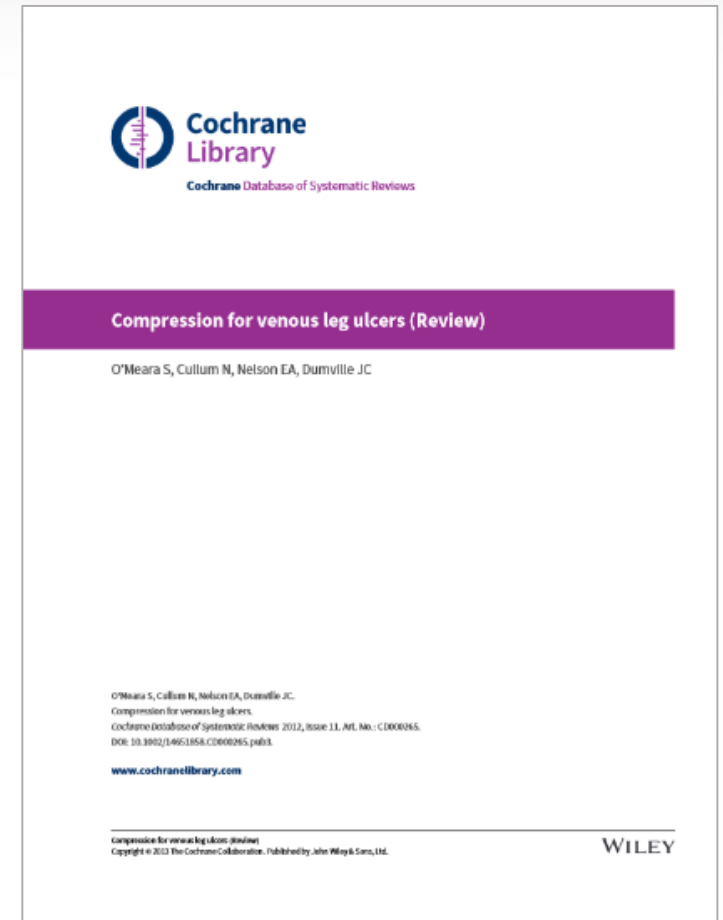 Cochrane
Library
Cochrane Database of Systematic Reviews
Compression for venous leg ulcers (Review)
O'Meara S, Cullum N, Nelson EA, Dumville JC
O'Meara S, Cullum N, Nelson EA, Dumville JC.
Compression for venous leg ulcers.
Cochrane Database of Systematic Reviews 2012, Issue 11. Art. No.: CD000265.
DOI: 10.1002/14651858.CD000265.pub3.
www.cochranelibrary.com
Compression for venous leg ulcers (Review)
Copyright © 2013 The Cochrane Collaboration. Published by John Wiley & Sons, Ltd.
WILEY